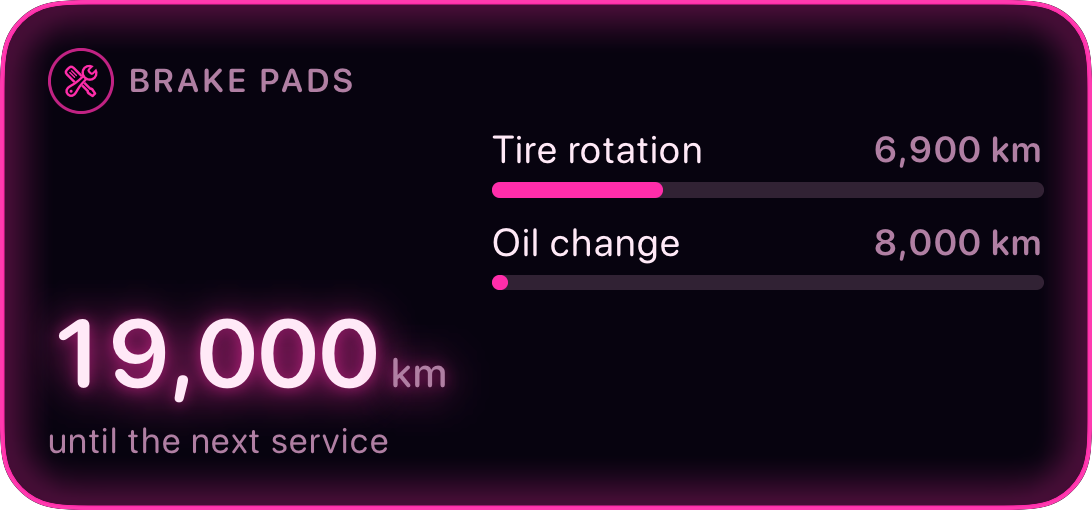 BRAKE PADS
Tire rotation 6,900 km
Oil change 8,000 km
19,000 km
until the next service